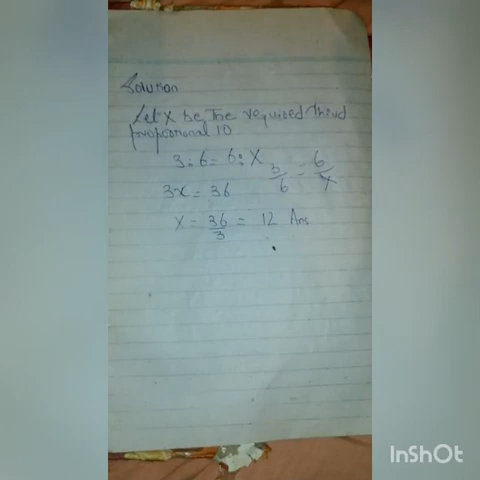 Solution
Let x be the required third
proportional 10
3:6 = 6:x 3/6 = 6/x
3x = 36
x = 36/3 = 12 Ans
InShOt